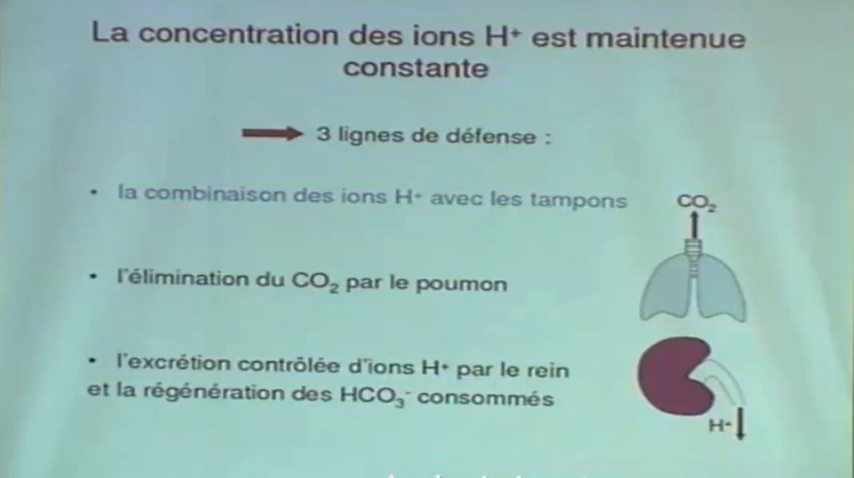 La concentration des ions H⁺ est maintenue
constante
3 lignes de défense :
• la combinaison des ions H⁺ avec les tampons
CO₂
• l'élimination du CO₂ par le poumon
• l'excrétion contrôlée d'ions H⁺ par le rein
et la régénération des HCO₃⁻ consommés
H⁺